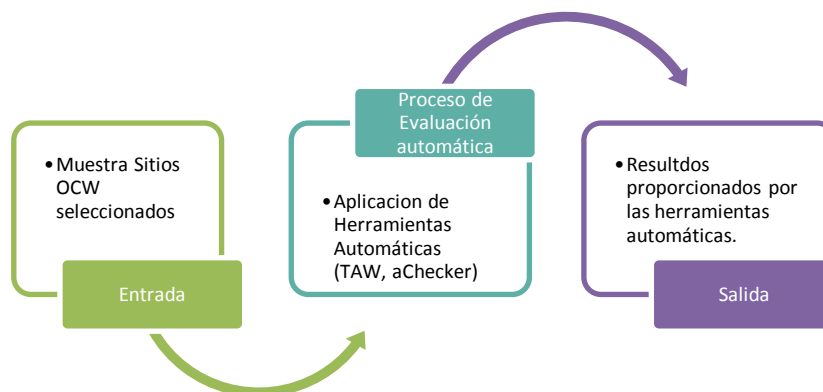 •Muestra Sitios
OCW
seleccionados
Entrada
Proceso de
Evaluación
automática
•Aplicacion de
Herramientas
Automáticas
(TAW, aChecker)
•Resultdos
proporcionados por
las herramientas
automáticas.
Salida